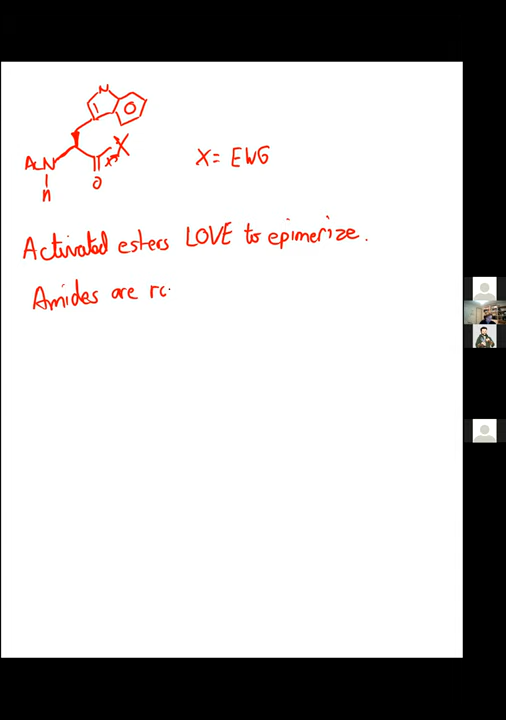 N
AcN
H
O
X
X = EWG
Activated esters LOVE to epimerize.
Amides are